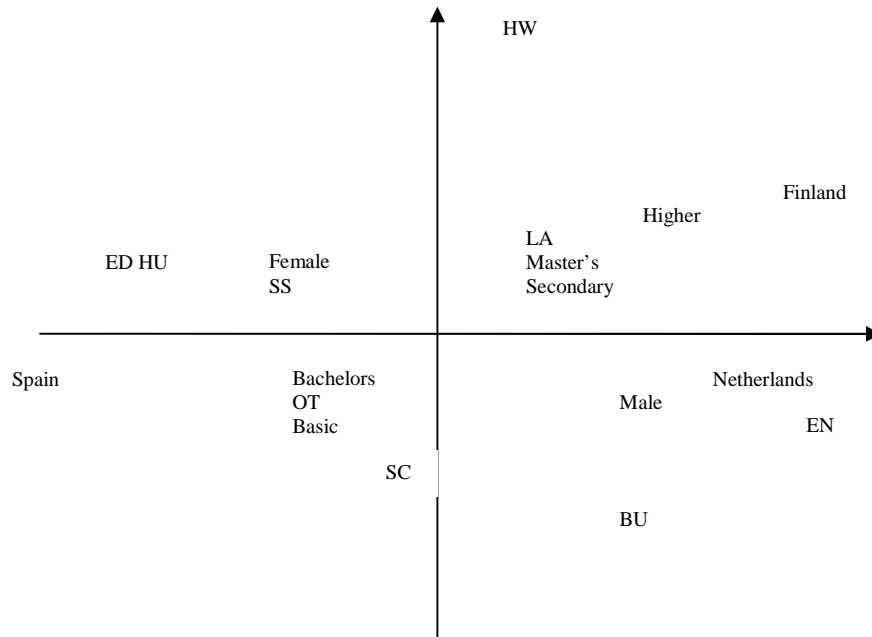 HW
Finland
Higher
LA
ED HU
Female
Master's
SS
Secondary
Spain
Bachelors
Netherlands
OT
Male
Basic
EN
SC
BU